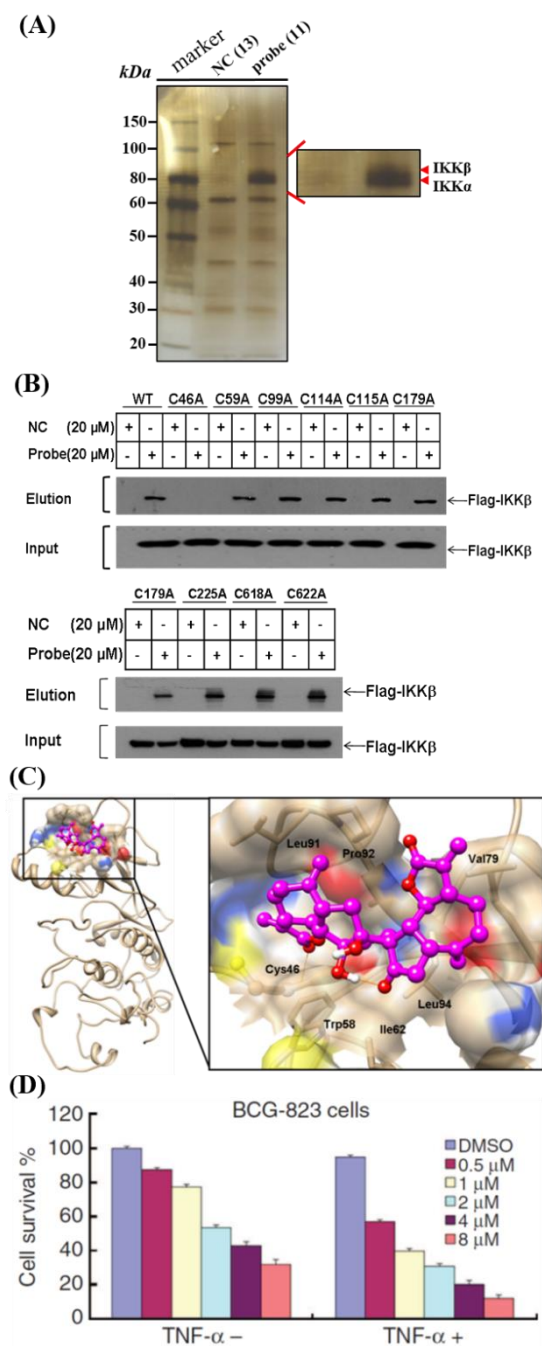 (A)
kDa marker NC (13) probe (11)
150
100
80
60
50
40
30
20
IKKβ
IKKα
(B)
WT C46A C59A C99A C114A C115A C179A
NC (20 µM) + - + - + - + - + - + - + -
Probe(20 µM) - + - + - + - + - + - + - +
Elution ←Flag-IKKβ
Input ←Flag-IKKβ
C179A C225A C618A C622A
NC (20 µM) + - + - + - + -
Probe(20 µM) - + - + - + - +
Elution →Flag-IKKβ
Input →Flag-IKKβ
(C)
Leu91
Pro92
Val79
Cys46
Leu94
Trp58
Ile62
(D)
BCG-823 cells
Cell survival %
120
100
80
60
40
20
0
DMSO
0.5 µM
1 µM
2 µM
4 µM
8 µM
TNF-α – TNF-α +